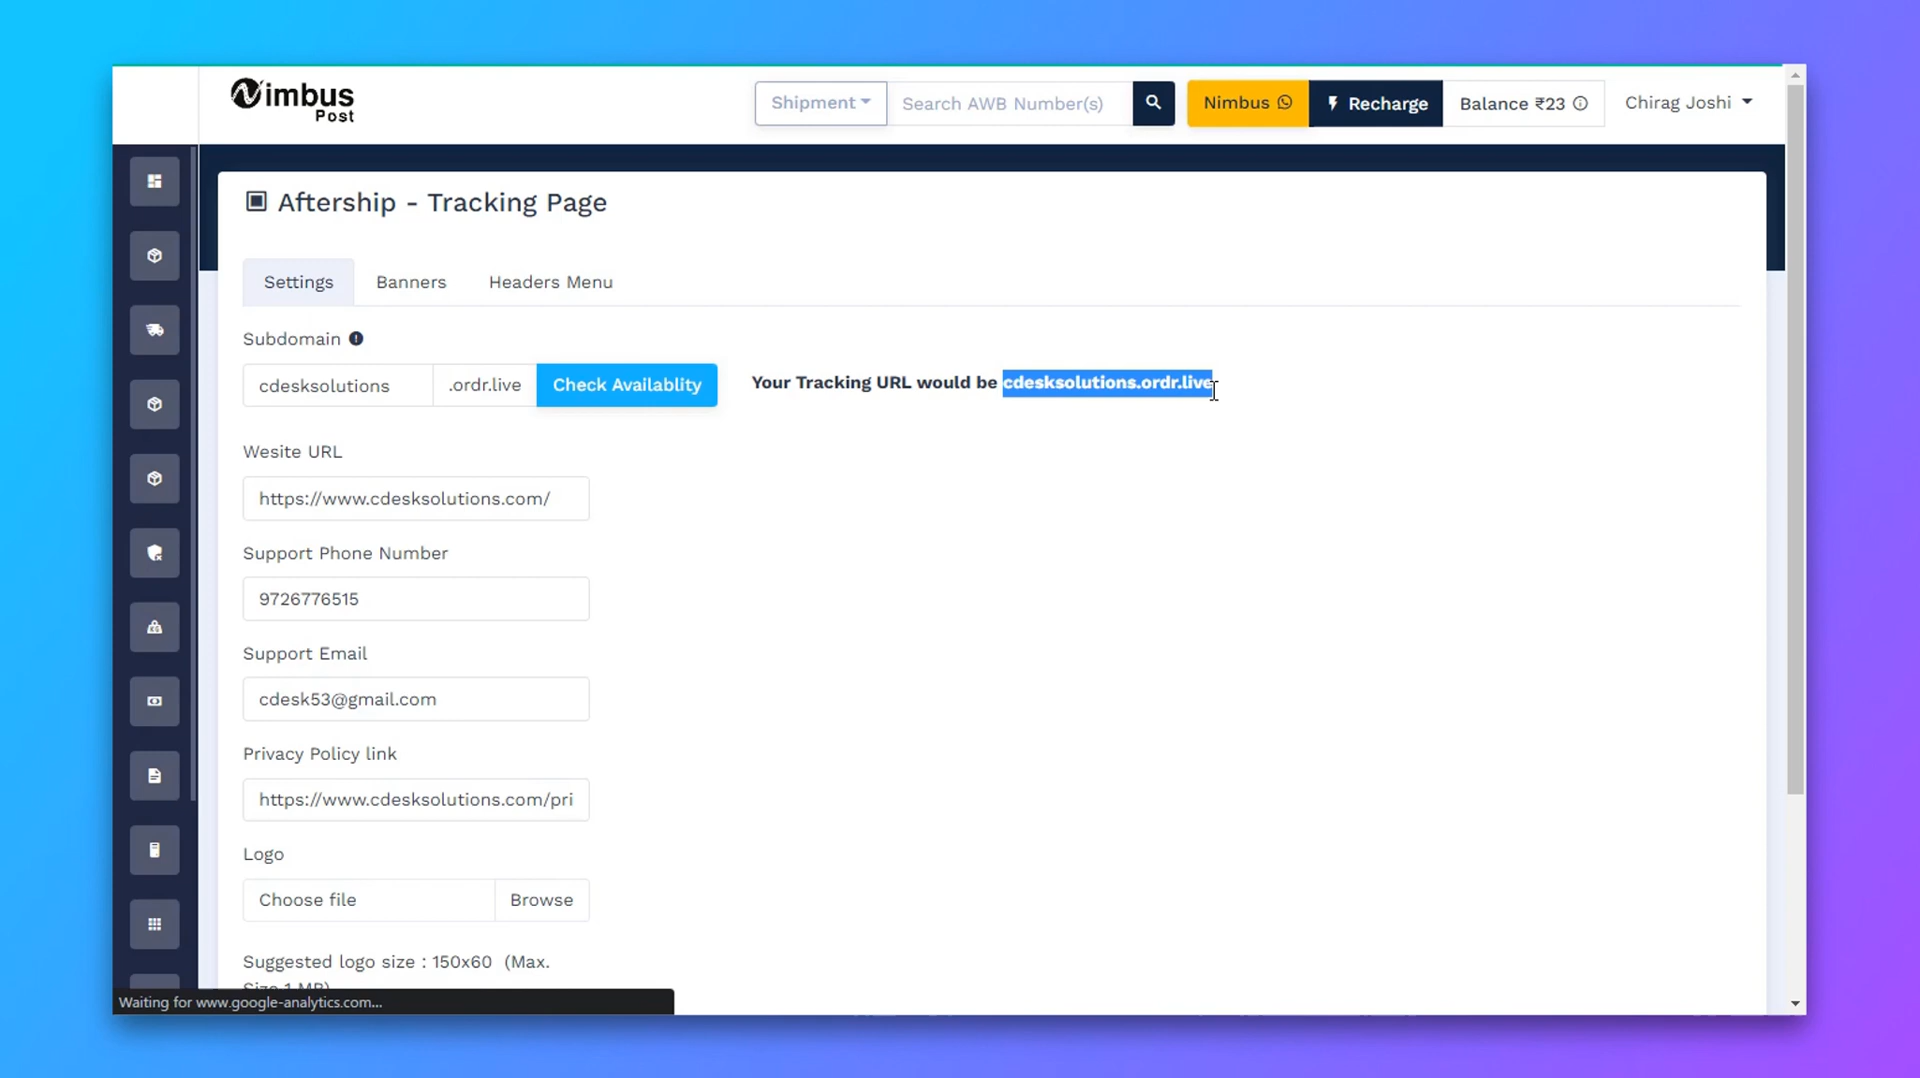 Nimbus
Post
Shipment
Search AWB Number(s)
Nimbus
Recharge
Balance ₹23
Chirag Joshi
Aftership - Tracking Page
Settings
Banners
Headers Menu
Subdomain
cdesksolutions
.ordr.live
Check Availablity
Your Tracking URL would be cdesksolutions.ordr.live
Wesite URL
https://www.cdesksolutions.com/
Support Phone Number
9726776515
Support Email
cdesk53@gmail.com
Privacy Policy link
https://www.cdesksolutions.com/pri
Logo
Choose file
Browse
Suggested logo size : 150x60 (Max.
Size 1 MB)
Waiting for www.google-analytics.com...